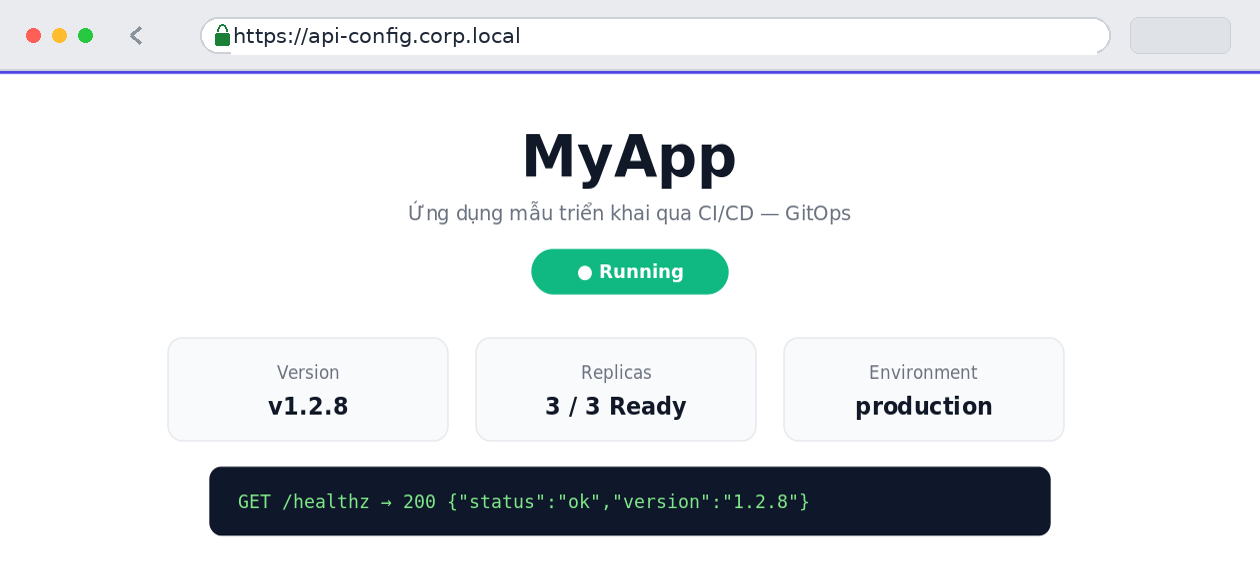 https://api-config.corp.local
MyApp
Ứng dụng mẫu triển khai qua CI/CD — GitOps
Running
Version
v1.2.8
Replicas
3 / 3 Ready
Environment
production
GET /healthz → 200 {"status":"ok","version":"1.2.8"}